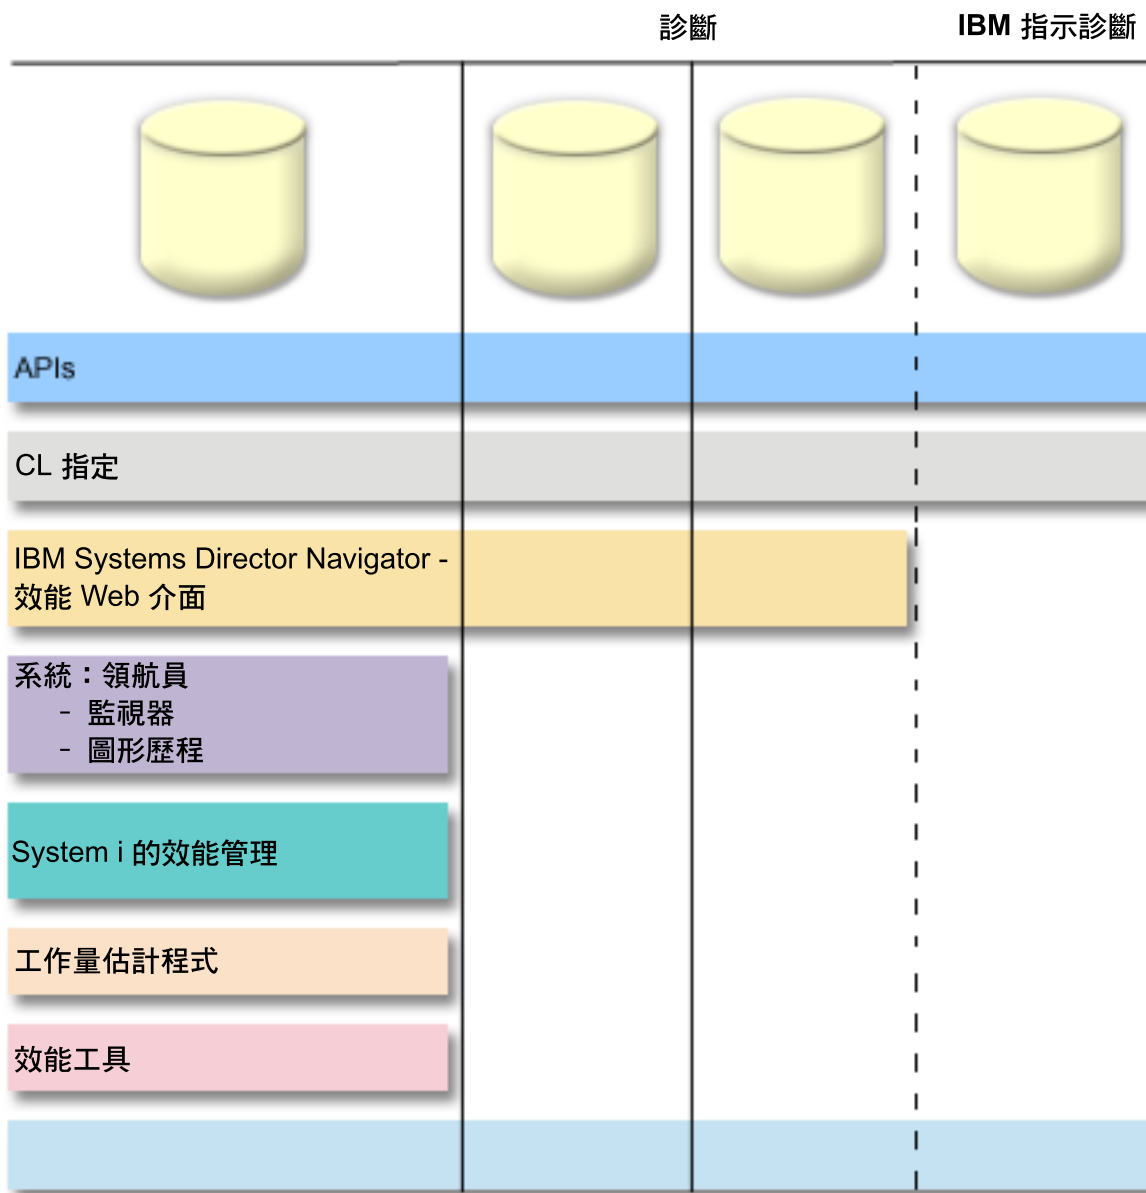 診斷
IBM 指示診斷
APIs
CL 指定
IBM Systems Director Navigator -
效能 Web 介面
系統：領航員
- 監視器
- 圖形歷程
System i 的效能管理
工作量估計程式
效能工具